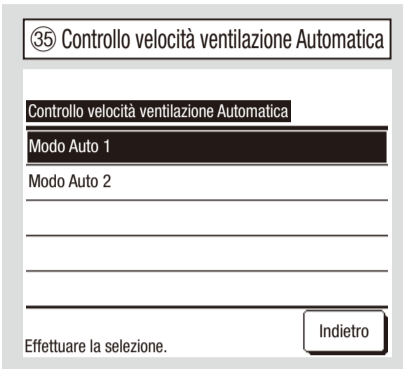 ㉟ Controllo velocità ventilazione Automatica
Controllo velocità ventilazione Automatica
Modo Auto 1
Modo Auto 2
Indietro
Effettuare la selezione.